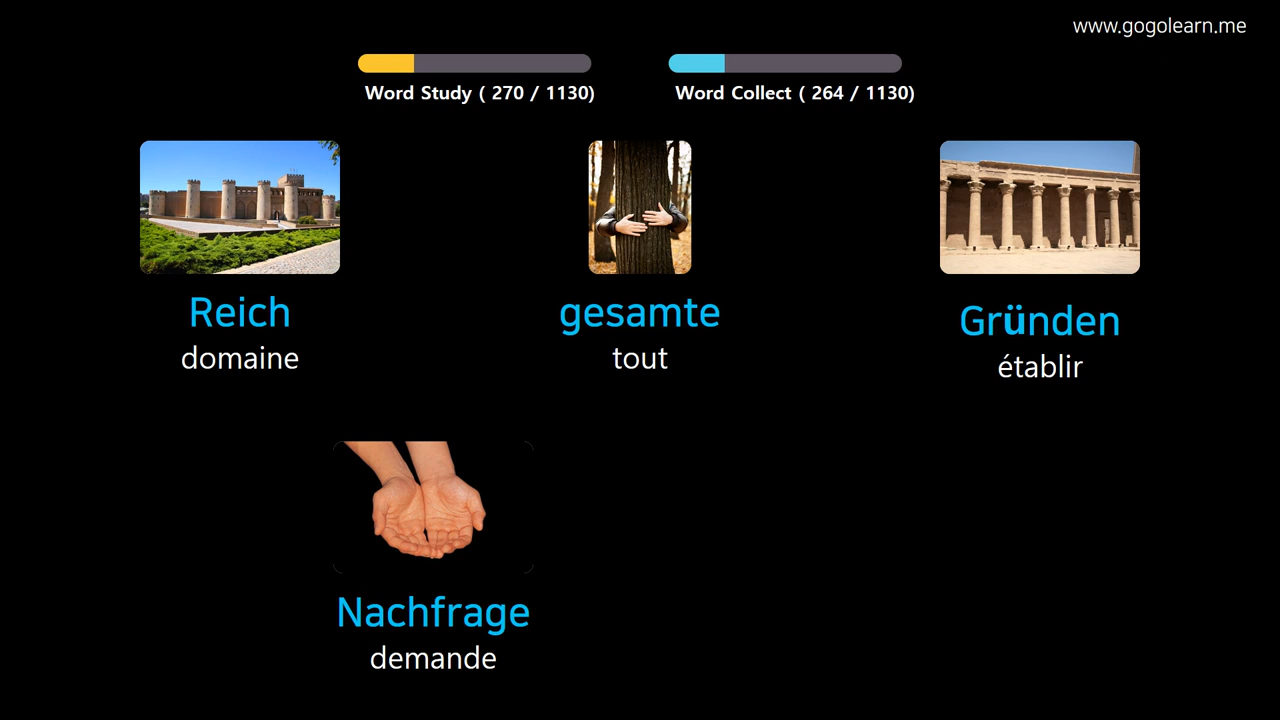 www.gogolearn.me
Word Study ( 270 / 1130)
Word Collect ( 264 / 1130)
Reich
domaine
gesamte
tout
Gründen
établir
Nachfrage
demande